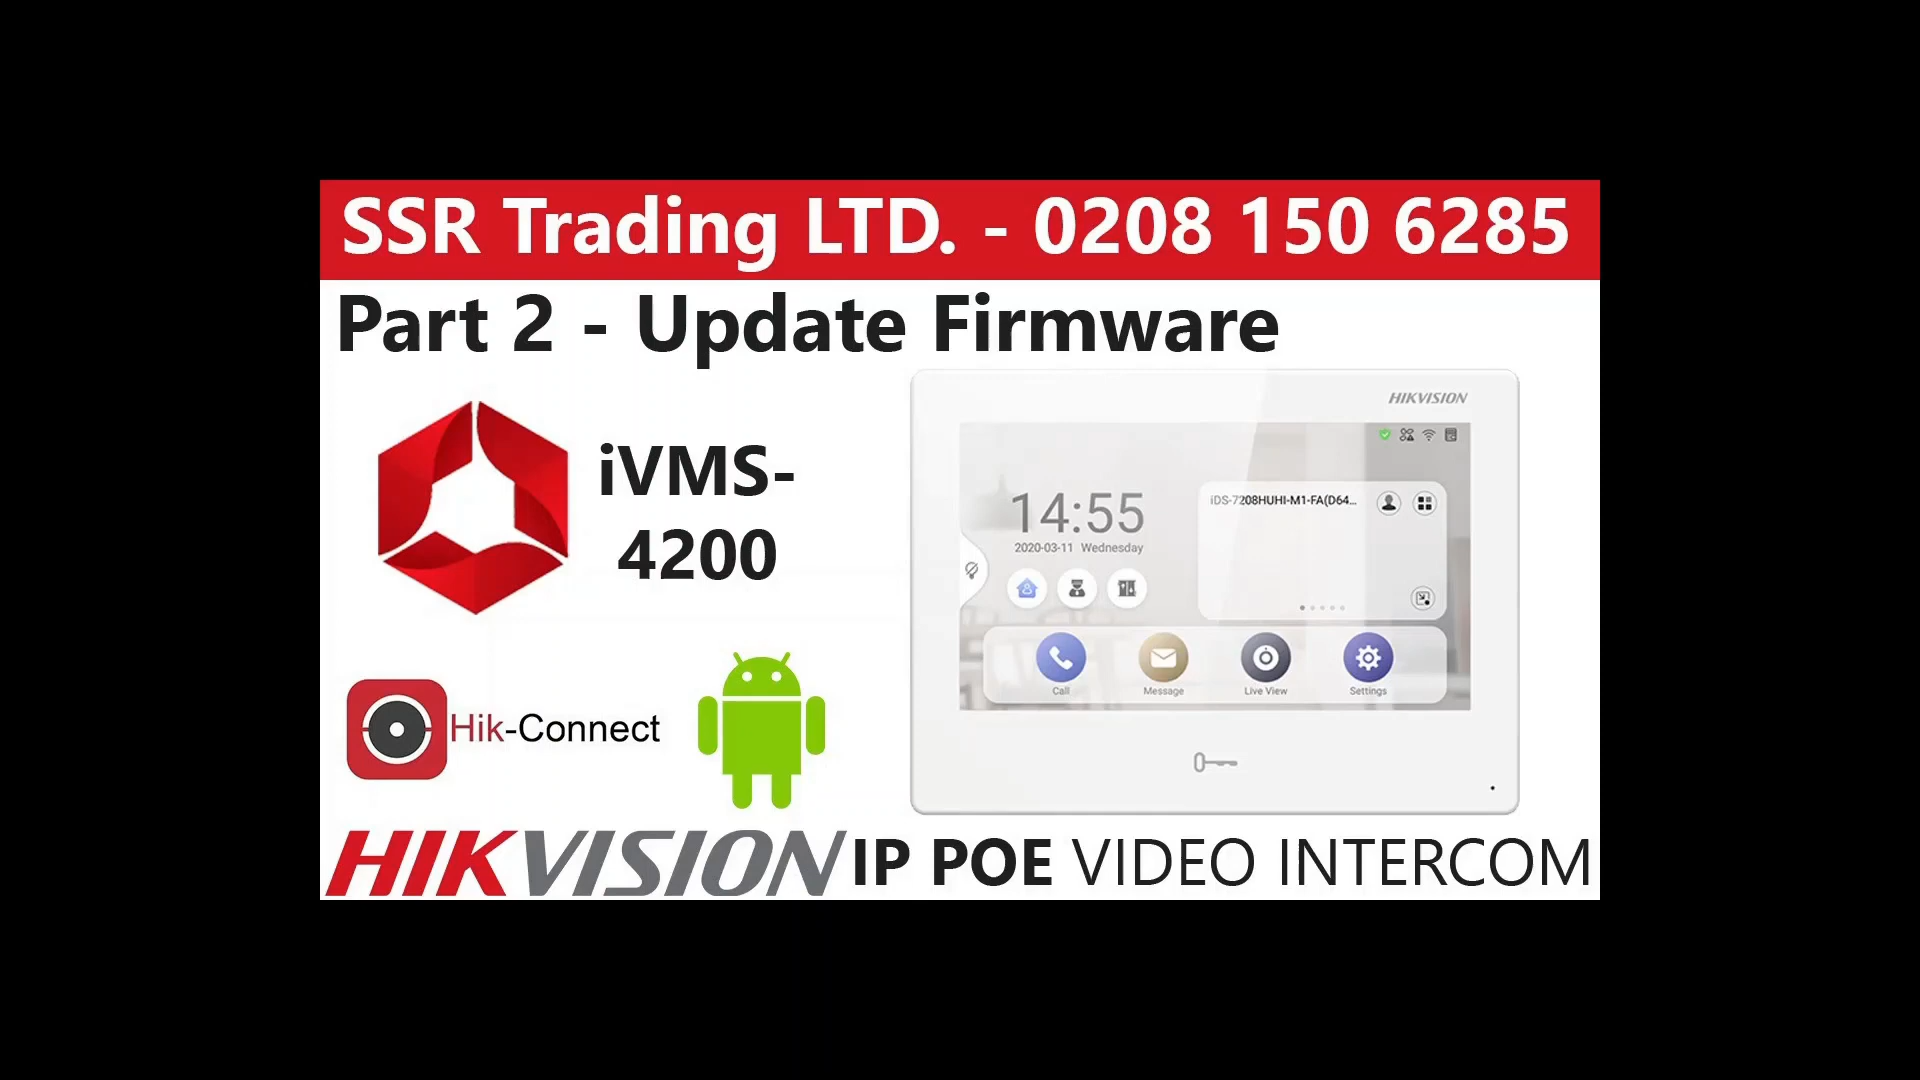 SSR Trading LTD. - 0208 150 6285
Part 2 - Update Firmware
iVMS-
4200
Hik-Connect
HIKVISION
14:55
2020-03-11 Wednesday
iDS-7208HUHI-M1-FA(D64...
Call
Message
Live View
Settings
HIKVISION IP POE VIDEO INTERCOM